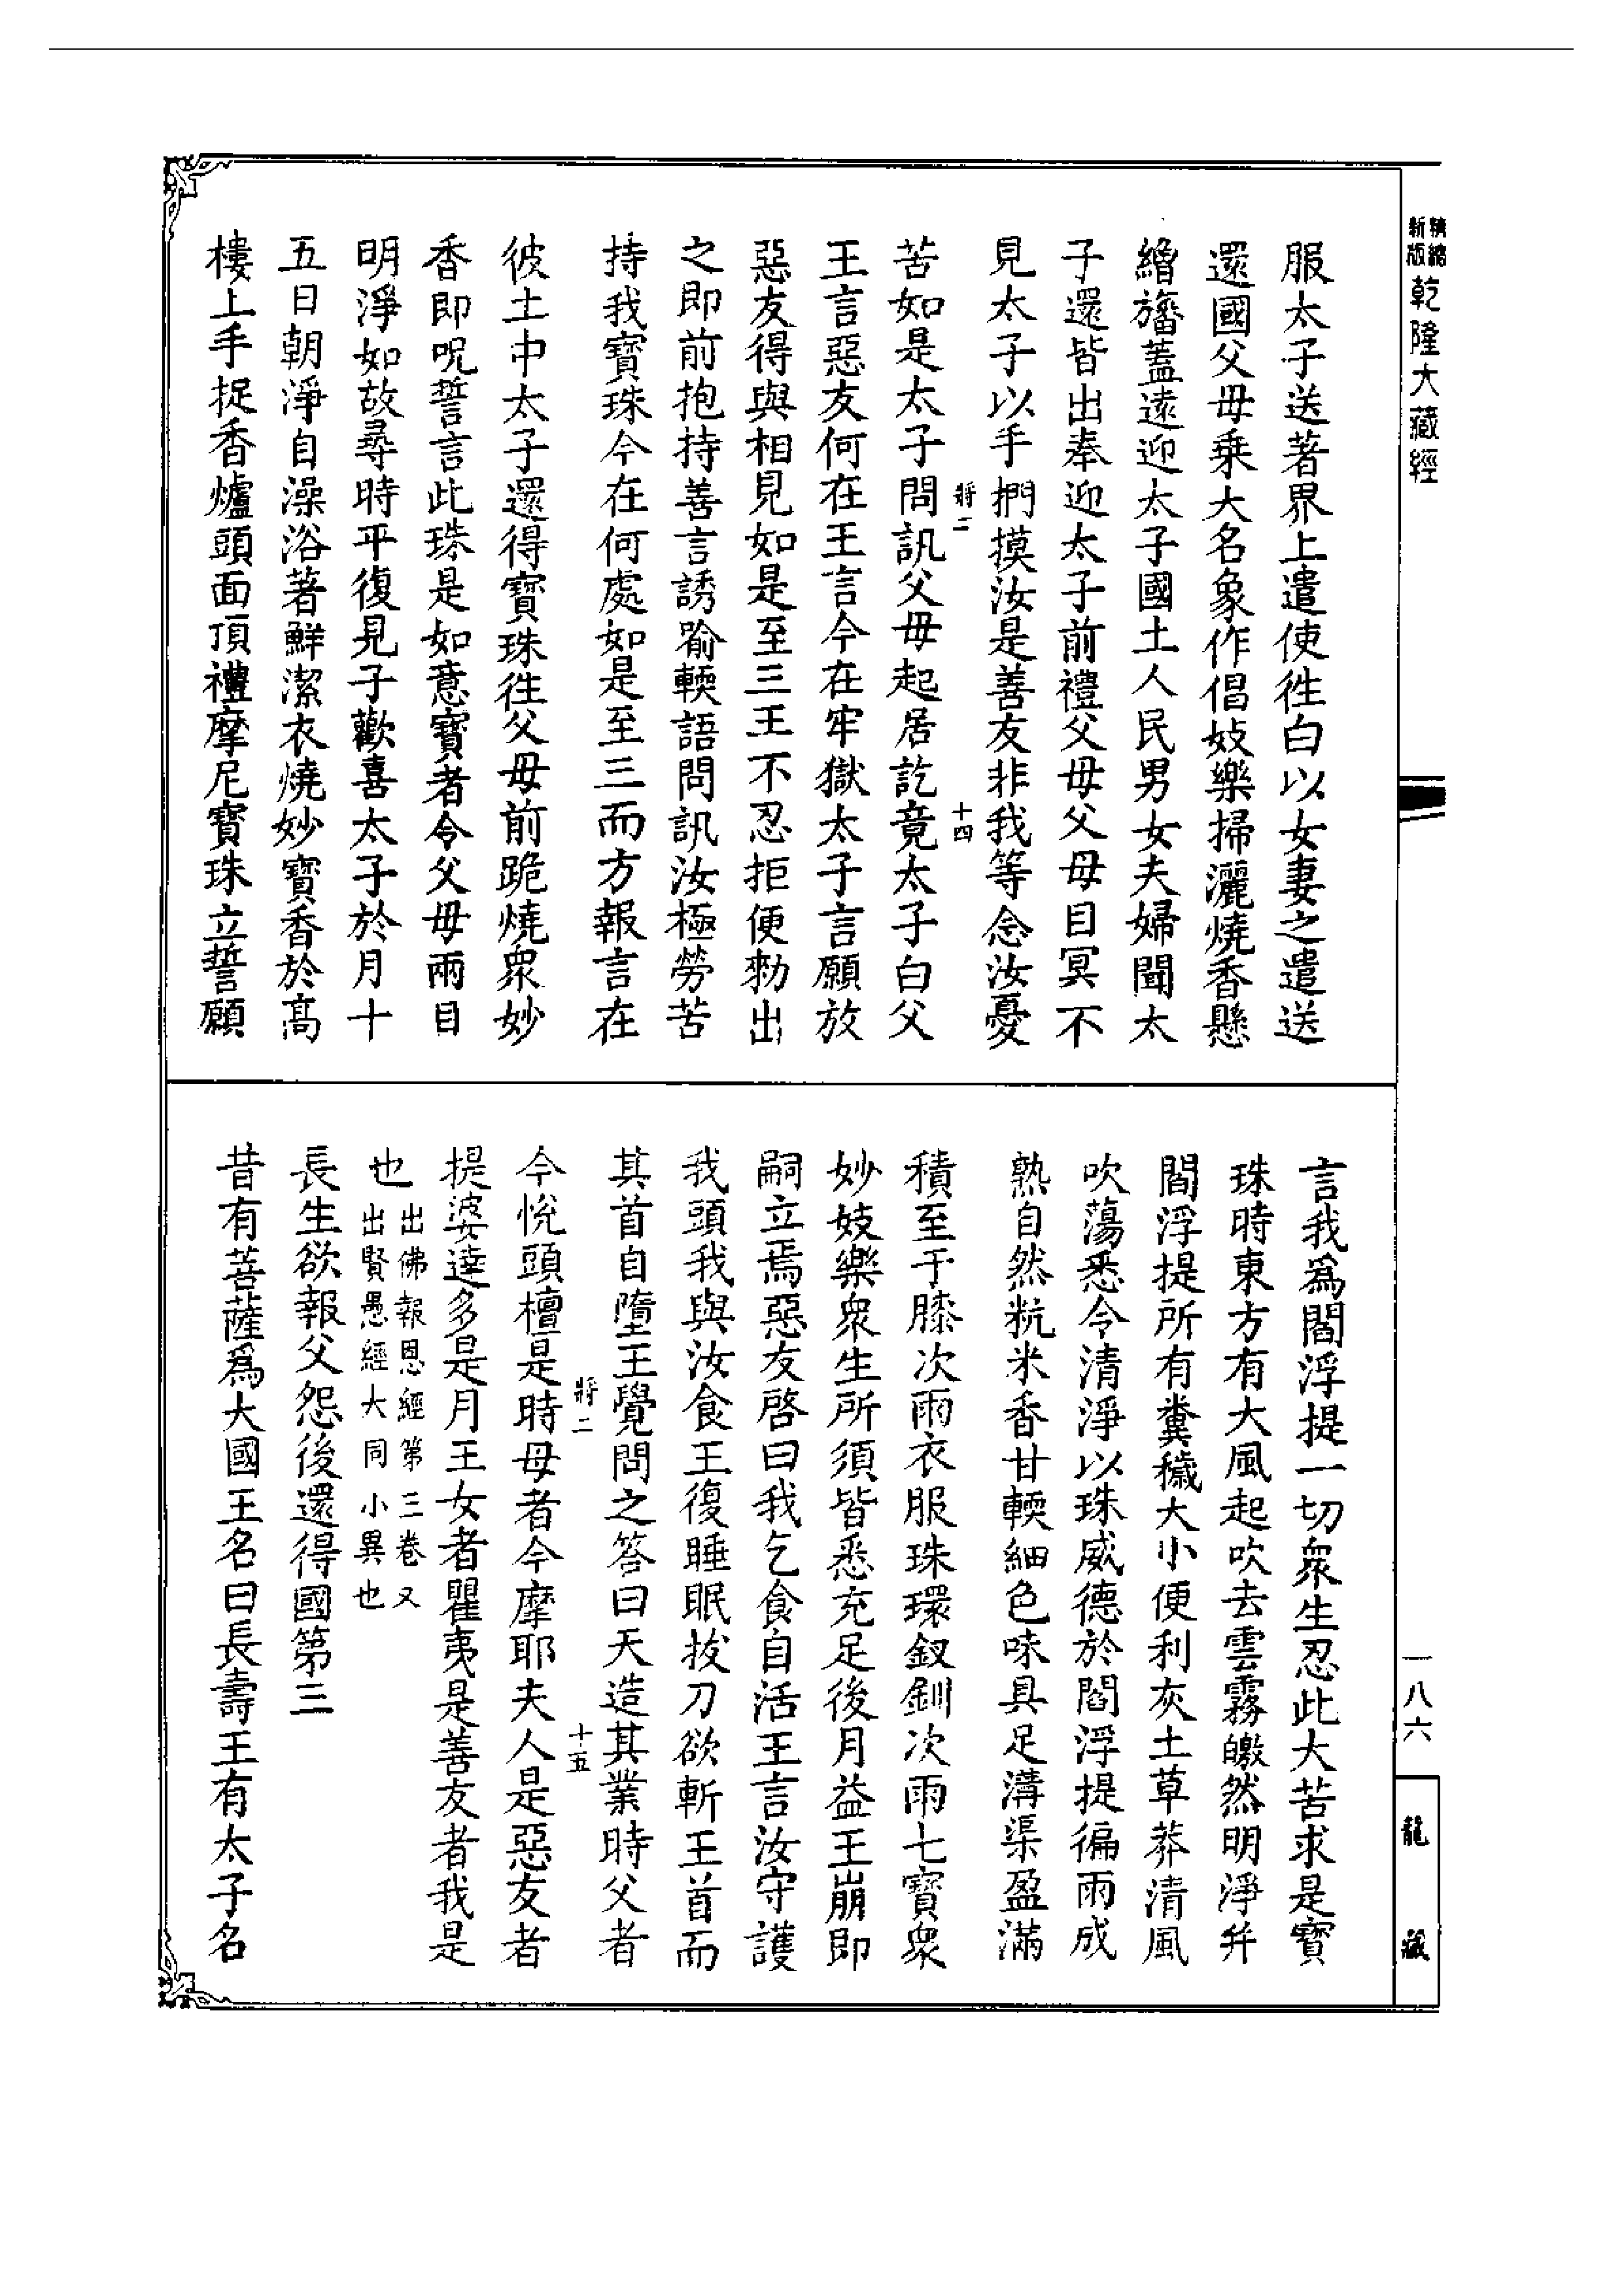 精縮新版乾隆大藏經
服太子送著界上遣使徃白以女妻之遣送
還國父母乗大名象作倡妓樂掃灑燒香懸
繒旛蓋遠迎太子國土人民男女夫婦聞太
子還皆出奉迎太子前禮父母父母目冥不
見太子以手捫摸汝是善友非我等念汝憂
將二
十四
苦如是太子問訊父母起居訖竟太子白父
王言惡友何在王言今在牢獄太子言願放
惡友得與相見如是至三王不忍拒便勑出
之即前抱持善言誘喻輭語問訊汝極勞苦
持我寶珠今在何處如是至三而方報言在
彼土中太子還得寶珠徃父母前跪燒衆妙
香即呪誓言此珠是如意寶者令父母兩目
明淨如故尋時平復見子歡喜太子於月十
五日朝淨自澡浴著鮮潔衣燒妙寶香於髙
樓上手捉香爐頭面頂禮摩尼寶珠立誓願
言我爲閻浮提一切衆生忍此大苦求是寶
珠時東方有大風起吹去雲霧皦然明淨幷
閻浮提所有糞穢大小便利灰土草莽清風
吹蕩悉令清淨以珠威德於閻浮提徧雨成
熟自然粇米香甘輭細色味具足溝渠盈滿
積至于膝次雨衣服珠環釵釧次雨七寶衆
妙妓樂衆生所須皆悉充足後月益王崩即
嗣立焉惡友啓曰我乞食自活王言汝守護
我頭我與汝食王復睡眠拔刀欲斬王首而
其首自墮王覺問之答曰天造其業時父者
將二
十五
今悅頭檀是時母者今摩耶夫人是惡友者
提婆達多是月王女者瞿夷是善友者我是
也出佛報恩經第三卷又
出賢愚經大同小異也
長生欲報父怨後還得國第三
昔有菩薩爲大國王名曰長壽王有太子名
一八六
龍藏